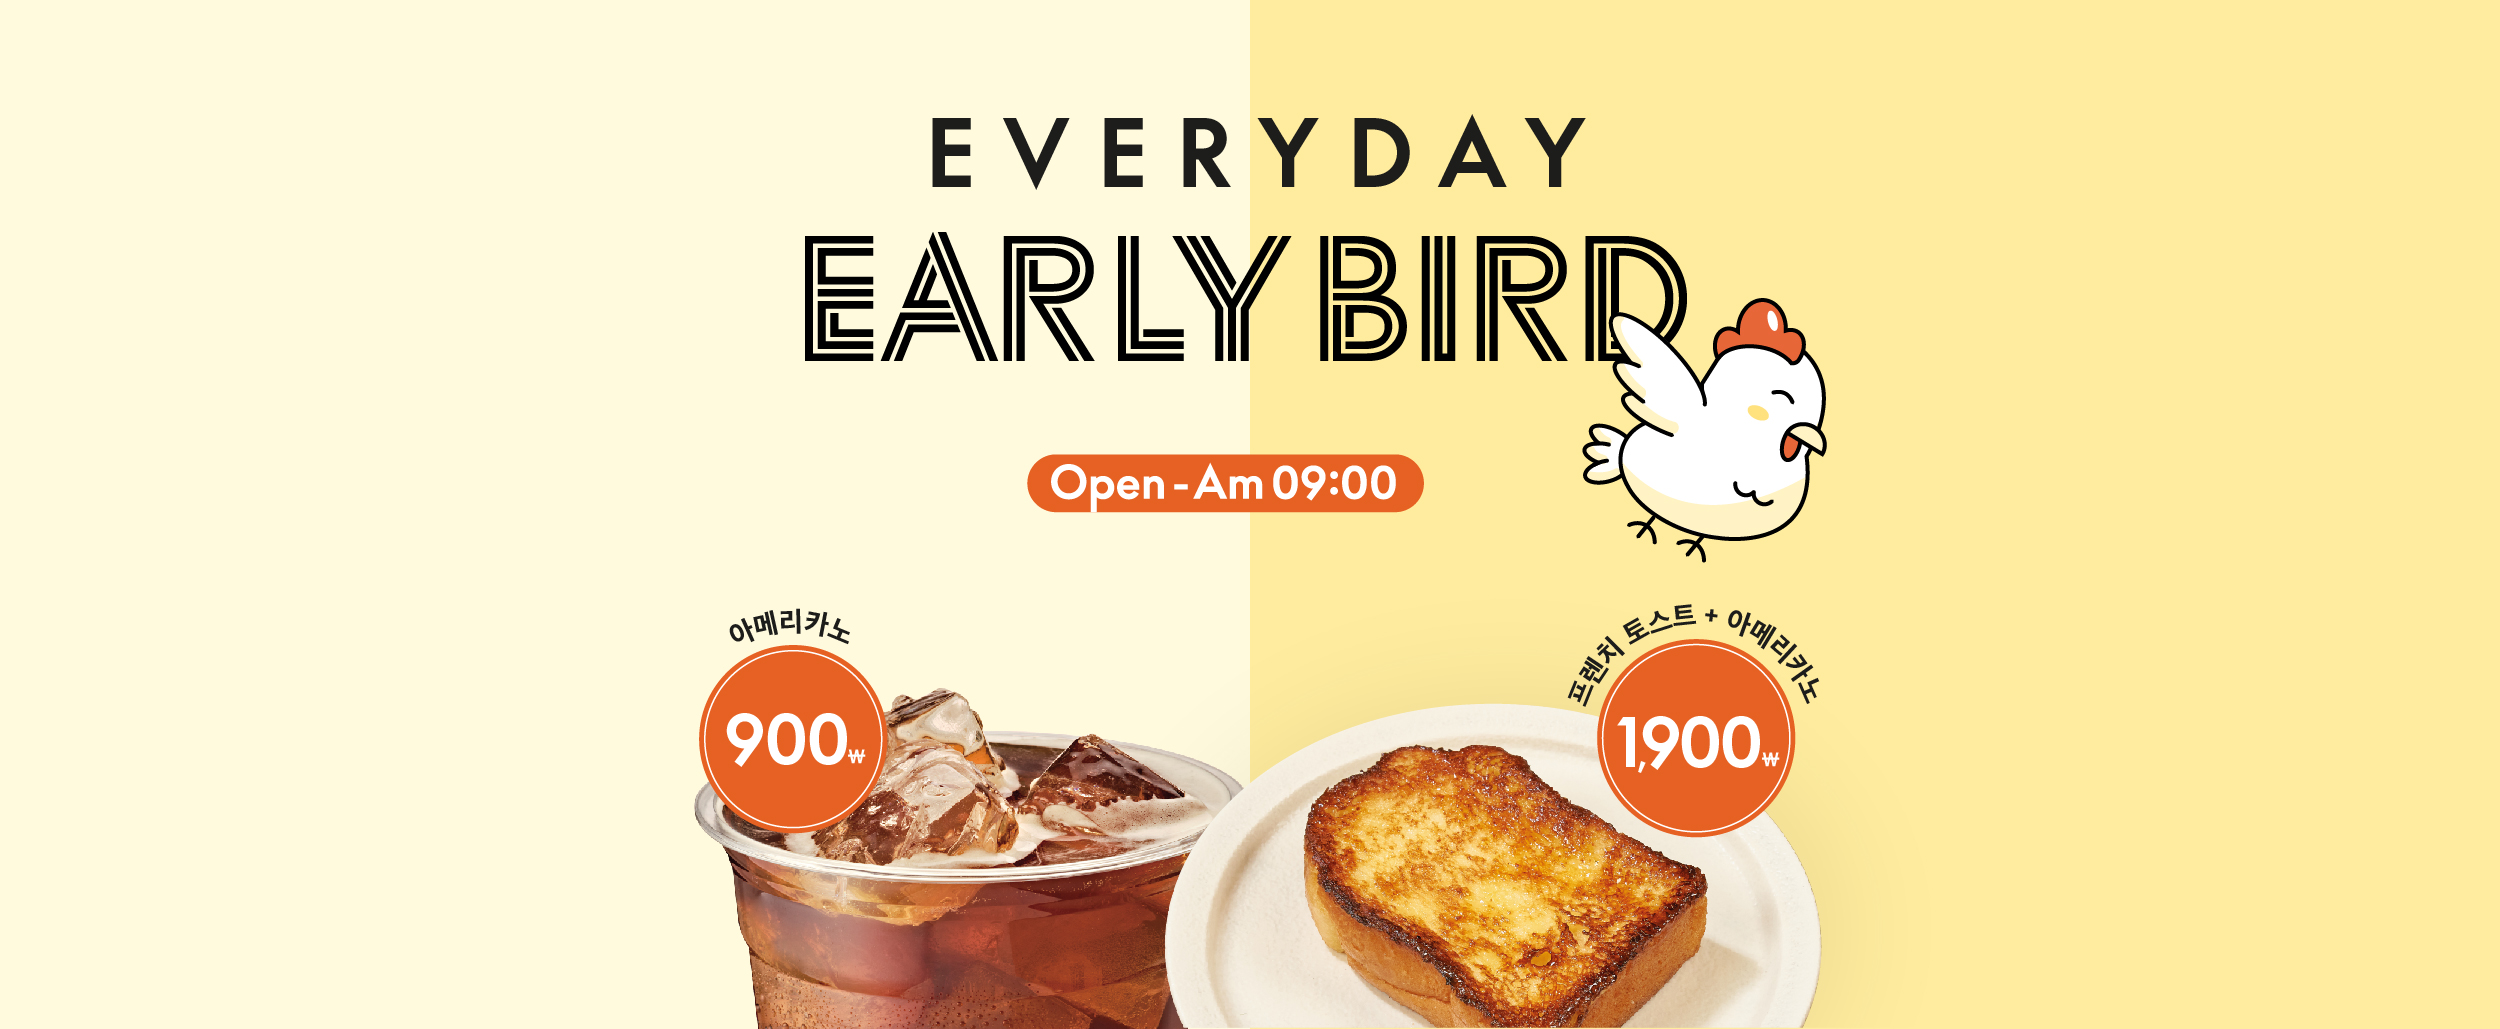 EVERYDAY
EARLY BIRD
Open - Am 09:00
아메리카노
900₩
프렌치 토스트 + 아메리카노
1,900₩